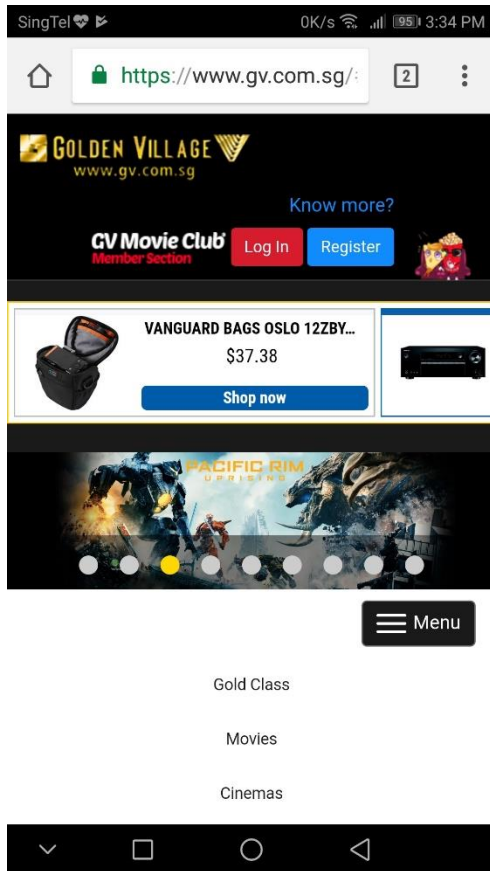 SingTel 0K/s 95 3:34 PM
https://www.gv.com.sg/ 2
GOLDEN VILLAGE
www.gv.com.sg
Know more?
GV Movie Club
Member Section
Log In Register
VANGUARD BAGS OSLO 12ZBY...
$37.38
Shop now
PACIFIC RIM
UPRISING
Menu
Gold Class
Movies
Cinemas